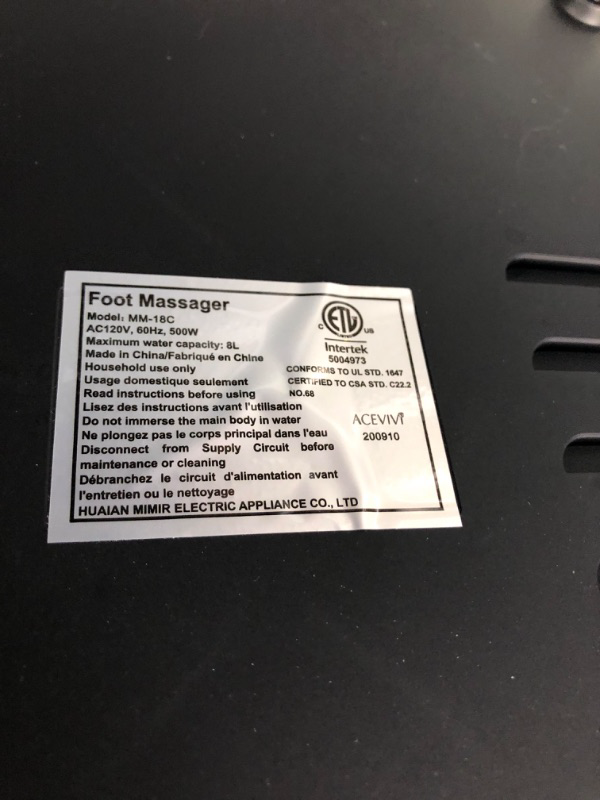 Foot Massager
Model: MM-18C
AC120V, 60Hz, 500W
Maximum water capacity: 8L
Made in China/Fabriqué en Chine
Household use only
Usage domestique seulement
Read instructions before using
Lisez des instructions avant l'utilisation
Do not immerse the main body in water
Ne plongez pas le corps principal dans l'eau
Disconnect from Supply Circuit before
maintenance or cleaning
Débranchez le circuit d'alimentation avant
l'entretien ou le nettoyage
HUAIAN MIMIR ELECTRIC APPLIANCE CO., LTD
C ETL US
Intertek
5004973
CONFORMS TO UL STD. 1647
CERTIFIED TO CSA STD. C22.2
NO.68
ACEVIVI
200910